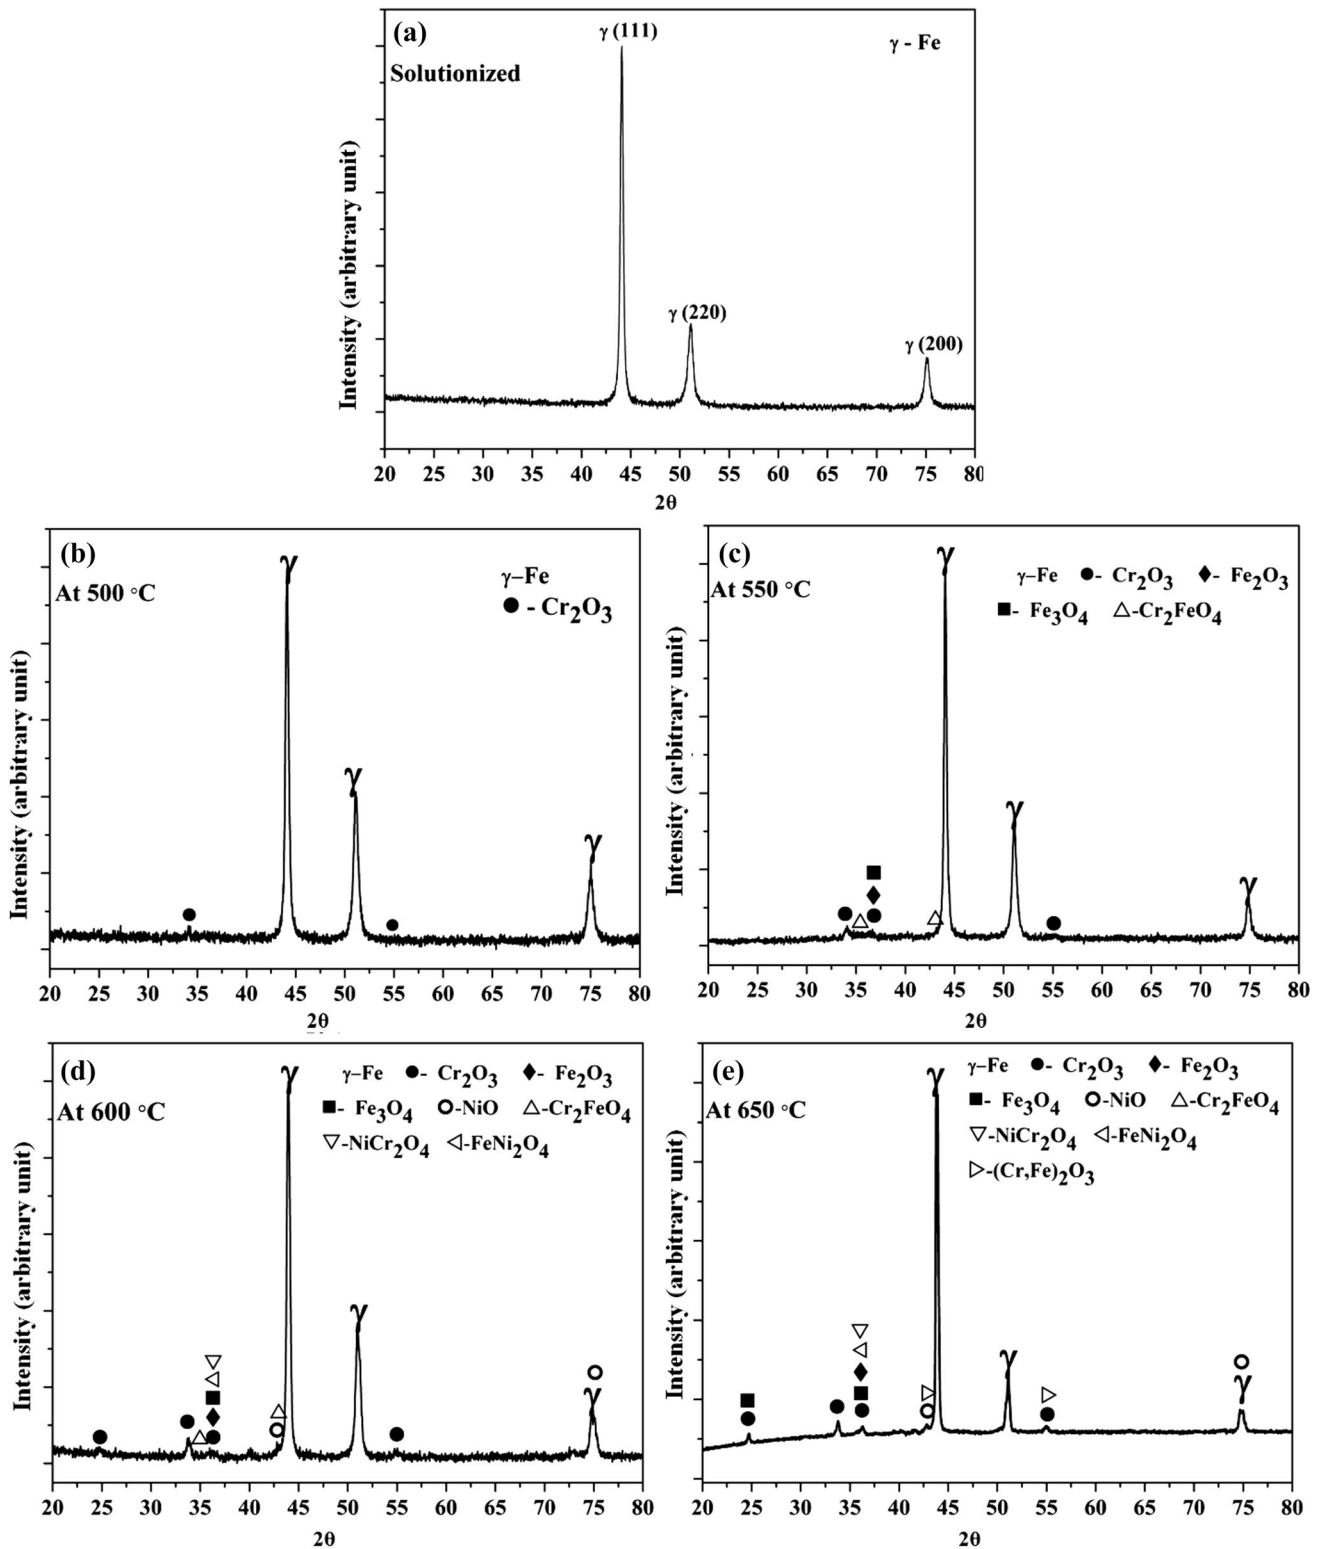 (a)
γ (111)
γ - Fe
Solutionized
γ (220)
γ (200)
Intensity (arbitrary unit)
20 25 30 35 40 45 50 55 60 65 70 75 80
2θ
(b)
At 500 °C
γ
γ–Fe
● - Cr2O3
γ
γ
Intensity (arbitrary unit)
20 25 30 35 40 45 50 55 60 65 70 75 80
2θ
(c)
At 550 °C
γ
γ–Fe ●- Cr2O3 ◆- Fe2O3
■- Fe3O4 △-Cr2FeO4
γ
γ
Intensity (arbitrary unit)
20 25 30 35 40 45 50 55 60 65 70 75 80
2θ
(d)
At 600 °C
γ
γ–Fe ●- Cr2O3 ◆- Fe2O3
■- Fe3O4 O-NiO △-Cr2FeO4
▽-NiCr2O4 ◁-FeNi2O4
γ
γ
Intensity (arbitrary unit)
20 25 30 35 40 45 50 55 60 65 70 75 80
2θ
(e)
At 650 °C
γ
γ–Fe ●- Cr2O3 ◆- Fe2O3
■- Fe3O4 O-NiO △-Cr2FeO4
▽-NiCr2O4 ◁-FeNi2O4
▷-(Cr,Fe)2O3
γ
γ
Intensity (arbitrary unit)
20 25 30 35 40 45 50 55 60 65 70 75 80
2θ